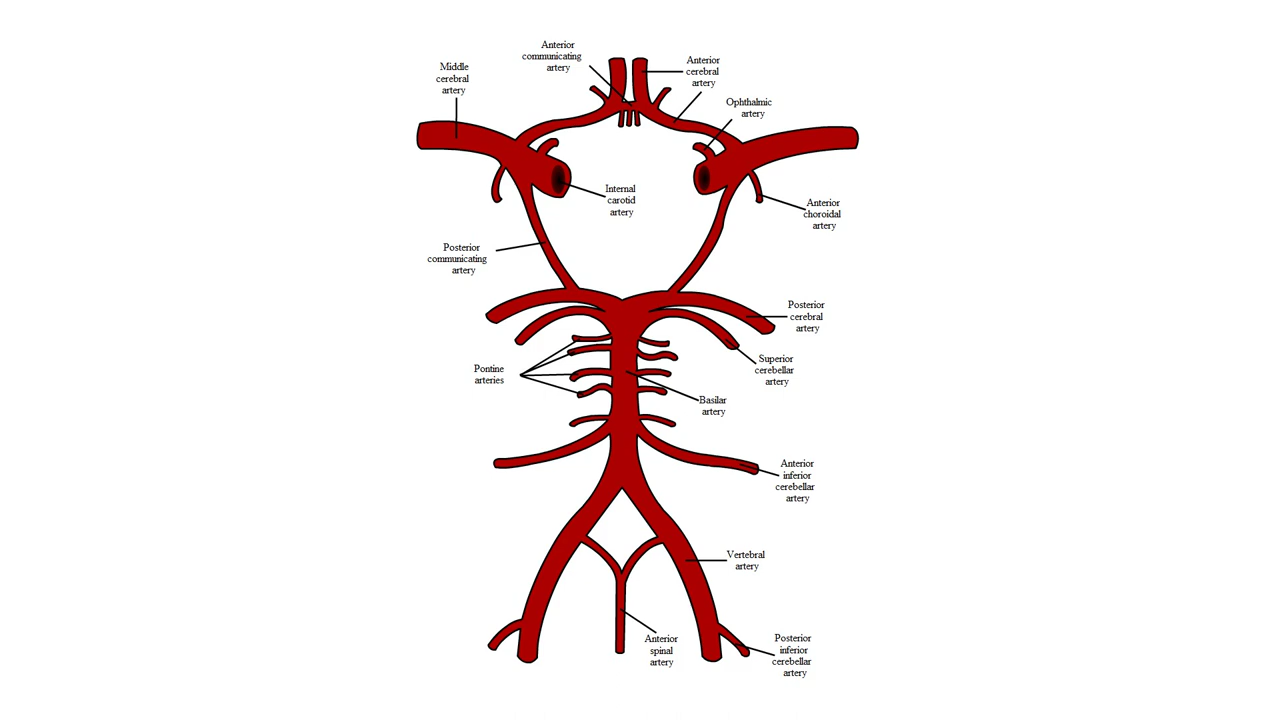 Anterior
communicating
artery
Middle
cerebral
artery
Anterior
cerebral
artery
Ophthalmic
artery
Internal
carotid
artery
Anterior
choroidal
artery
Posterior
communicating
artery
Posterior
cerebral
artery
Superior
cerebellar
artery
Pontine
arteries
Basilar
artery
Anterior
inferior
cerebellar
artery
Vertebral
artery
Anterior
spinal
artery
Posterior
inferior
cerebellar
artery